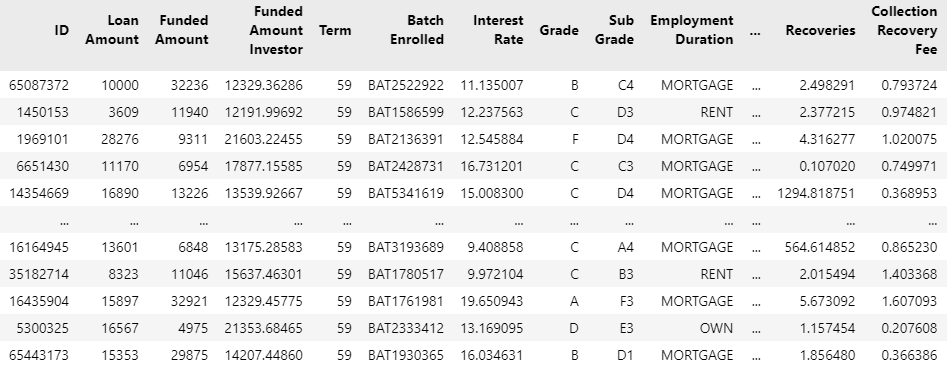 ID Loan Amount Funded Amount Funded Amount Investor Term Batch Enrolled Interest Rate Grade Sub Grade Employment Duration ... Recoveries Collection Recovery Fee
65087372 10000 32236 12329.36286 59 BAT2522922 11.135007 B C4 MORTGAGE ... 2.498291 0.793724
1450153 3609 11940 12191.99692 59 BAT1586599 12.237563 C D3 RENT ... 2.377215 0.974821
1969101 28276 9311 21603.22455 59 BAT2136391 12.545884 F D4 MORTGAGE ... 4.316277 1.020075
6651430 11170 6954 17877.15585 59 BAT2428731 16.731201 C C3 MORTGAGE ... 0.107020 0.749971
14354669 16890 13226 13539.92667 59 BAT5341619 15.008300 C D4 MORTGAGE ... 1294.818751 0.368953
... ... ... ... ... ... ... ... ... ... ... ... ...
16164945 13601 6848 13175.28583 59 BAT3193689 9.408858 C A4 MORTGAGE ... 564.614852 0.865230
35182714 8323 11046 15637.46301 59 BAT1780517 9.972104 C B3 RENT ... 2.015494 1.403368
16435904 15897 32921 12329.45775 59 BAT1761981 19.650943 A F3 MORTGAGE ... 5.673092 1.607093
5300325 16567 4975 21353.68465 59 BAT2333412 13.169095 D E3 OWN ... 1.157454 0.207608
65443173 15353 29875 14207.44860 59 BAT1930365 16.034631 B D1 MORTGAGE ... 1.856480 0.366386